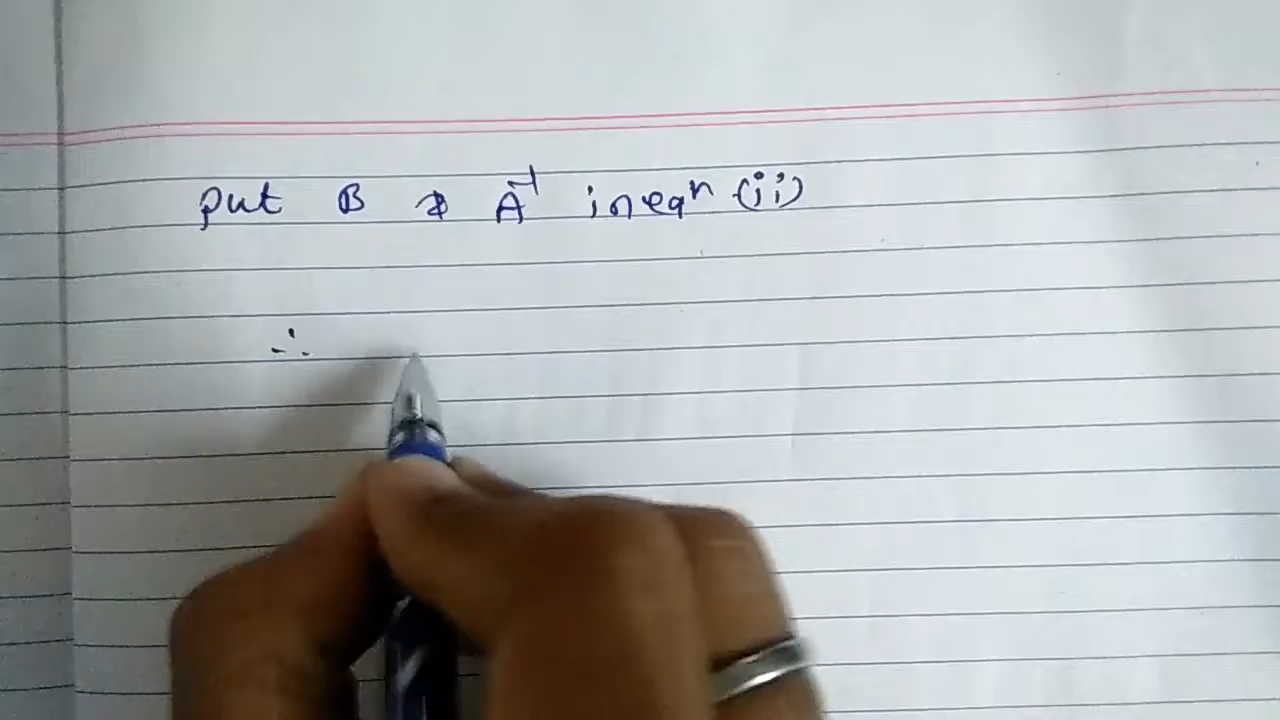 put B & A⁻¹ in eqⁿ (ii)
∴